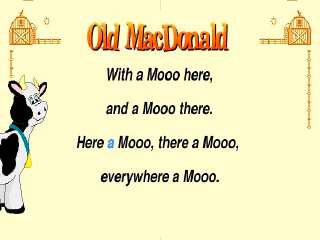 Old MacDonald
With a Mooo here,
and a Mooo there.
Here a Mooo, there a Mooo,
everywhere a Mooo.